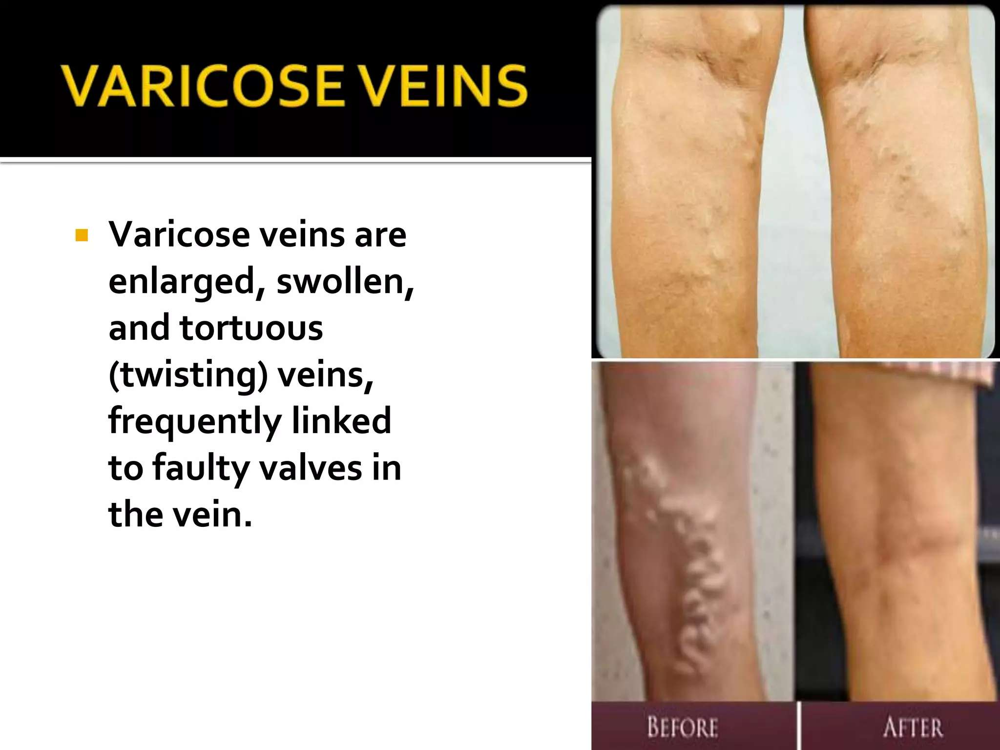 VARICOSE VEINS
Varicose veins are
enlarged, swollen,
and tortuous
(twisting) veins,
frequently linked
to faulty valves in
the vein.
BEFORE
AFTER